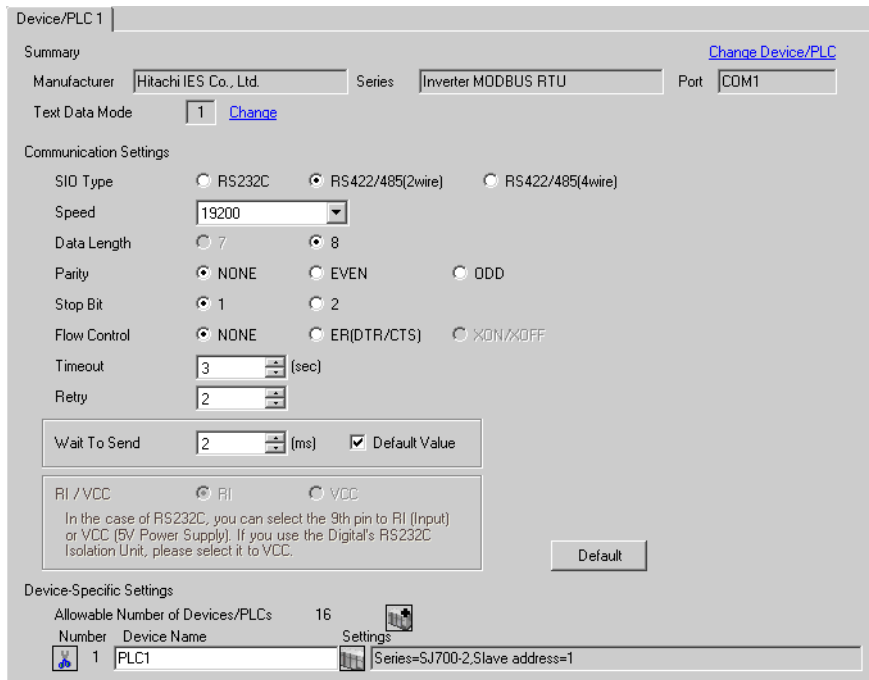 Device/PLC 1
Summary Change Device/PLC
Manufacturer Hitachi IES Co., Ltd. Series Inverter MODBUS RTU Port COM1
Text Data Mode 1 Change
Communication Settings
SIO Type RS232C RS422/485(2wire) RS422/485(4wire)
Speed 19200
Data Length 7 8
Parity NONE EVEN ODD
Stop Bit 1 2
Flow Control NONE ER(DTR/CTS) XON/XOFF
Timeout 3 (sec)
Retry 2
Wait To Send 2 (ms) Default Value
RI / VCC RI VCC
In the case of RS232C, you can select the 9th pin to RI (Input)
or VCC (5V Power Supply). If you use the Digital's RS232C
Isolation Unit, please select it to VCC.
Default
Device-Specific Settings
Allowable Number of Devices/PLCs 16
Number Device Name Settings
1 PLC1 Series=SJ700-2,Slave address=1